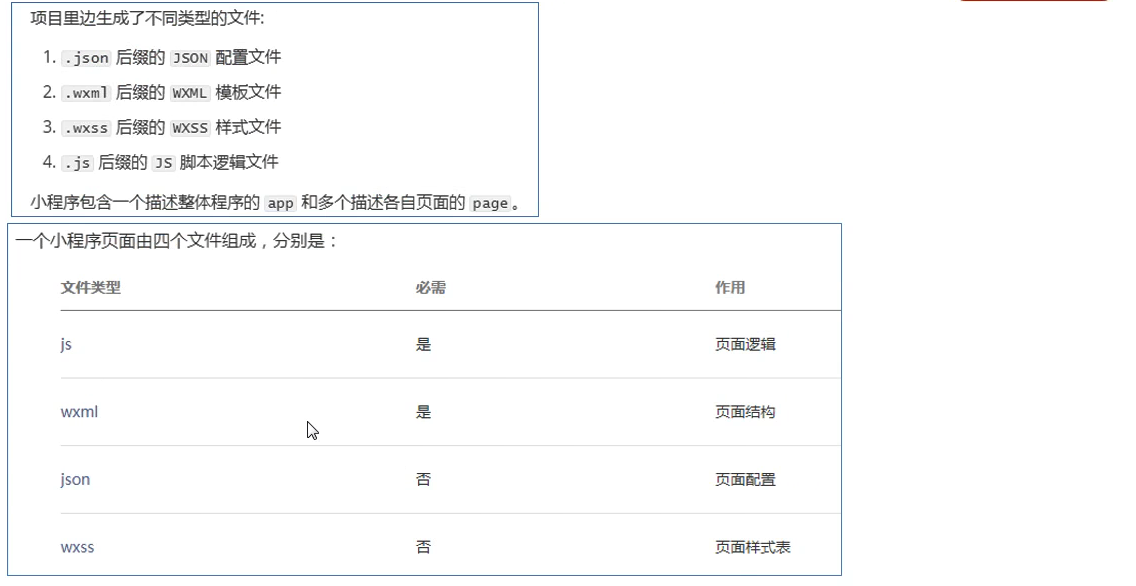 项目里边生成了不同类型的文件:
1. .json 后缀的 JSON 配置文件
2. .wxml 后缀的 WXML 模板文件
3. .wxss 后缀的 WXSS 样式文件
4. .js 后缀的 JS 脚本逻辑文件
小程序包含一个描述整体程序的 app 和多个描述各自页面的 page。
一个小程序页面由四个文件组成，分别是：
文件类型 必需 作用
js 是 页面逻辑
wxml 是 页面结构
json 否 页面配置
wxss 否 页面样式表